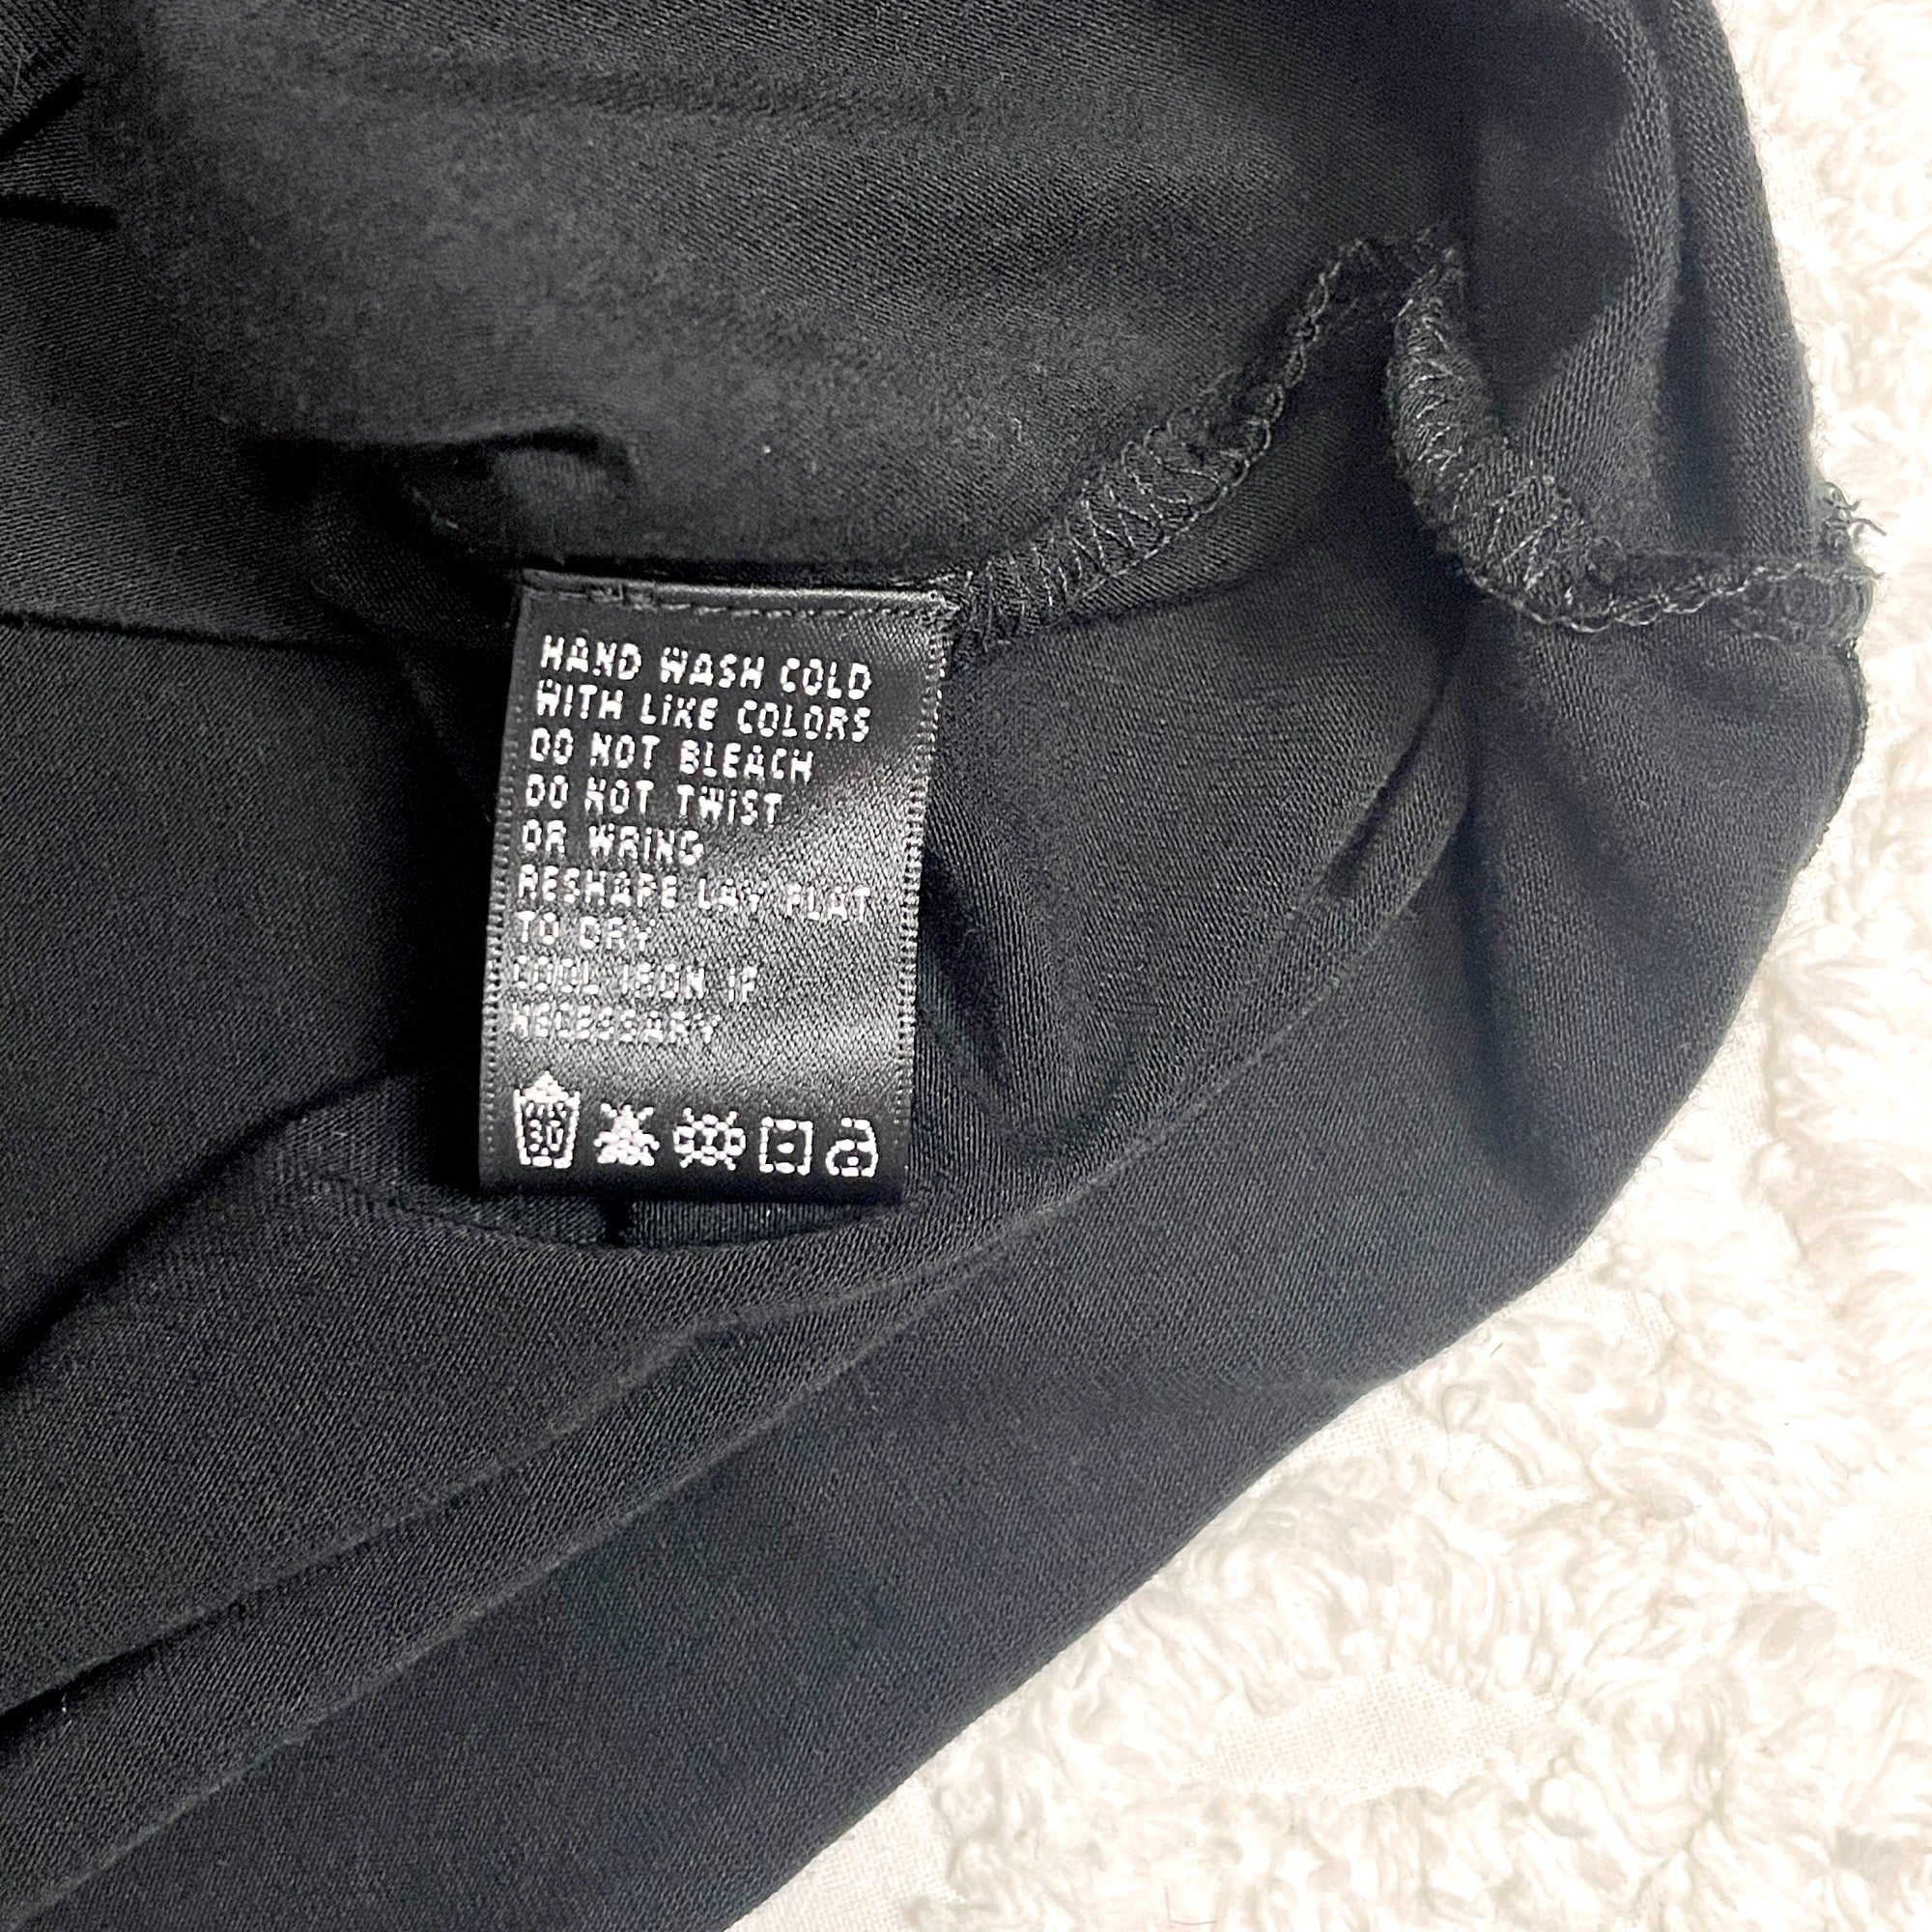 HAND WASH COLD
WITH LIKE COLORS
DO NOT BLEACH
DO NOT TWIST
OR WRING
RESHAPE LAY FLAT
TO DRY
COOL IRON IF
NECESSARY
30